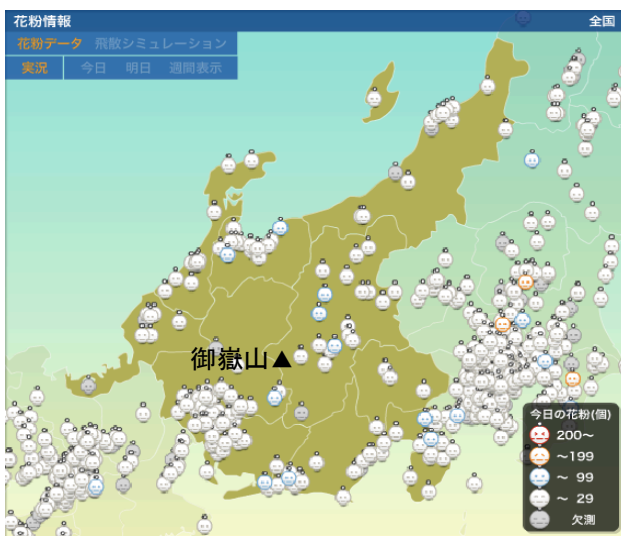 花粉情報
全国
花粉データ 飛散シミュレーション
実況 今日 明日 週間表示
御嶽山▲
今日の花粉(個)
200〜
〜199
〜 99
〜 29
欠測